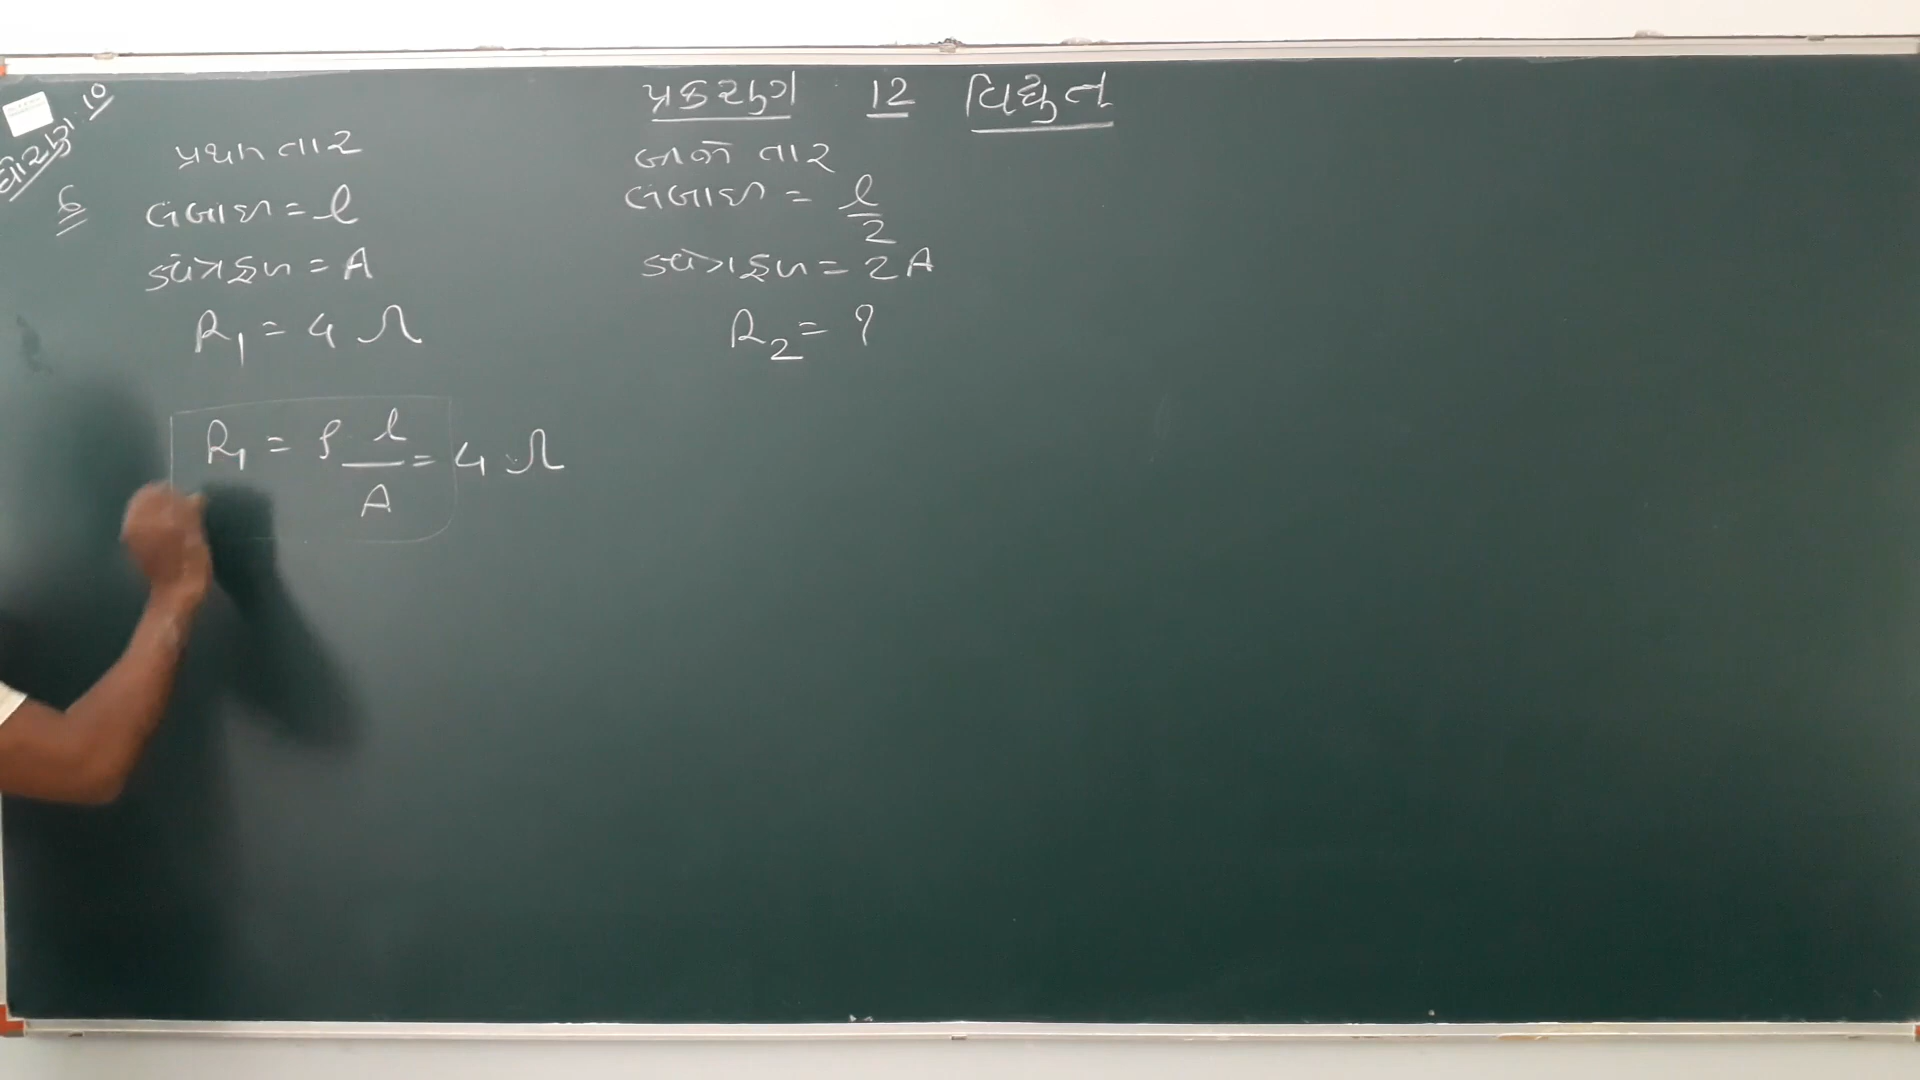 ધોરણ : 10
પ્રકરણ 12 વિદ્યુત
6
પ્રથમ તાર
લંબાઈ = l
ક્ષેત્રફળ = A
R₁ = 4 Ω
બીજો તાર
લંબાઈ = l/2
ક્ષેત્રફળ = 2A
R₂ = ?
R₁ = ρ l/A = 4 Ω